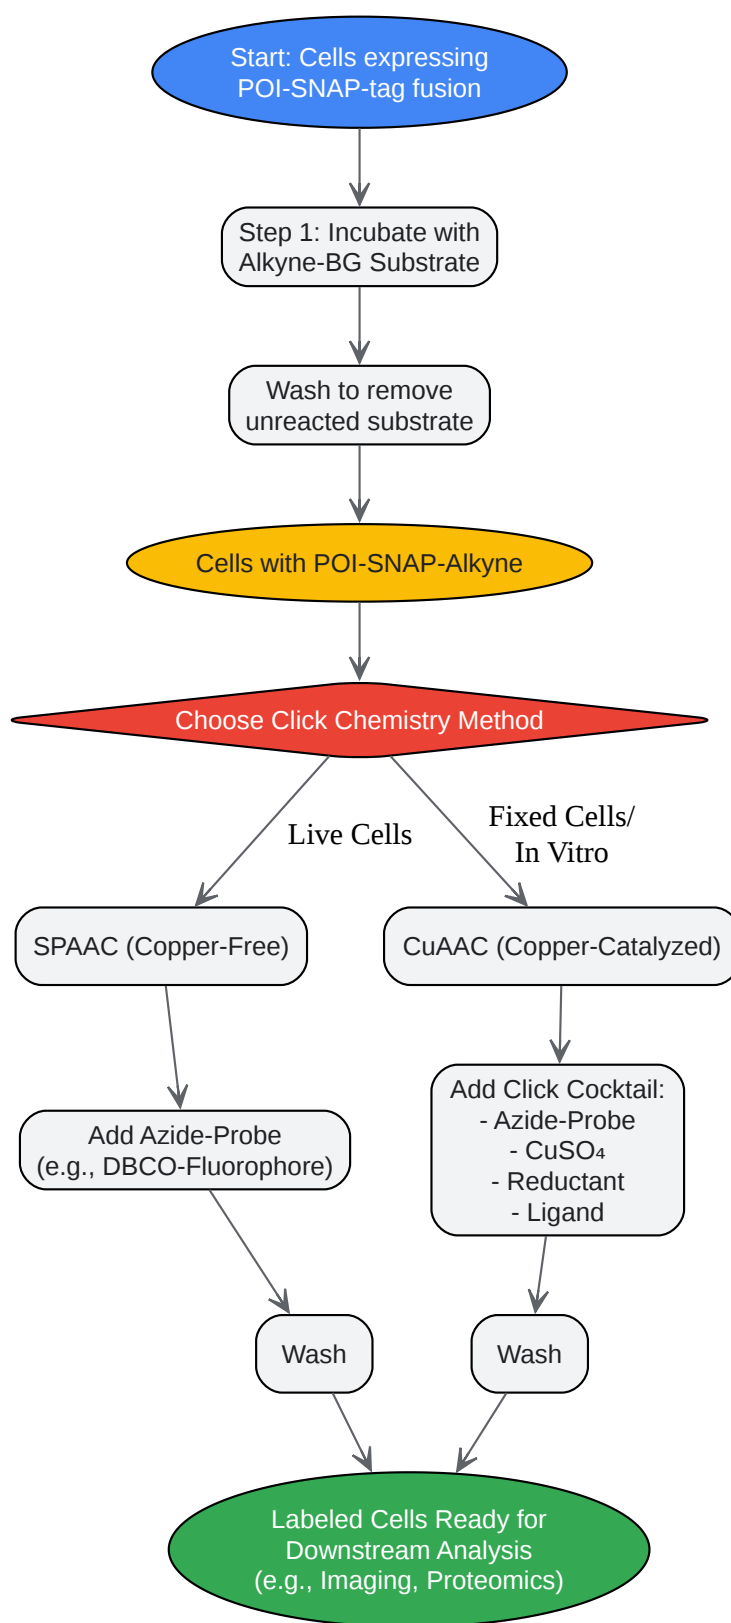 Start: Cells expressing
POI-SNAP-tag fusion
Step 1: Incubate with
Alkyne-BG Substrate
Wash to remove
unreacted substrate
Cells with POI-SNAP-Alkyne
Choose Click Chemistry Method
Live Cells
Fixed Cells/
In Vitro
SPAAC (Copper-Free)
CuAAC (Copper-Catalyzed)
Add Azide-Probe
(e.g., DBCO-Fluorophore)
Add Click Cocktail:
- Azide-Probe
- CuSO₄
- Reductant
- Ligand
Wash
Wash
Labeled Cells Ready for
Downstream Analysis
(e.g., Imaging, Proteomics)